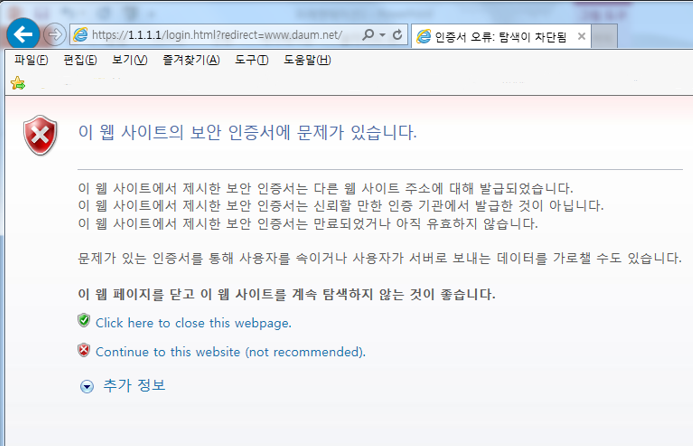 https://1.1.1.1/login.html?redirect=www.daum.net/
인증서 오류: 탐색이 차단됨
파일(F) 편집(E) 보기(V) 즐겨찾기(A) 도구(T) 도움말(H)
이 웹 사이트의 보안 인증서에 문제가 있습니다.
이 웹 사이트에서 제시한 보안 인증서는 다른 웹 사이트 주소에 대해 발급되었습니다.
이 웹 사이트에서 제시한 보안 인증서는 신뢰할 만한 인증 기관에서 발급한 것이 아닙니다.
이 웹 사이트에서 제시한 보안 인증서는 만료되었거나 아직 유효하지 않습니다.
문제가 있는 인증서를 통해 사용자를 속이거나 사용자가 서버로 보내는 데이터를 가로챌 수도 있습니다.
이 웹 페이지를 닫고 이 웹 사이트를 계속 탐색하지 않는 것이 좋습니다.
Click here to close this webpage.
Continue to this website (not recommended).
추가 정보